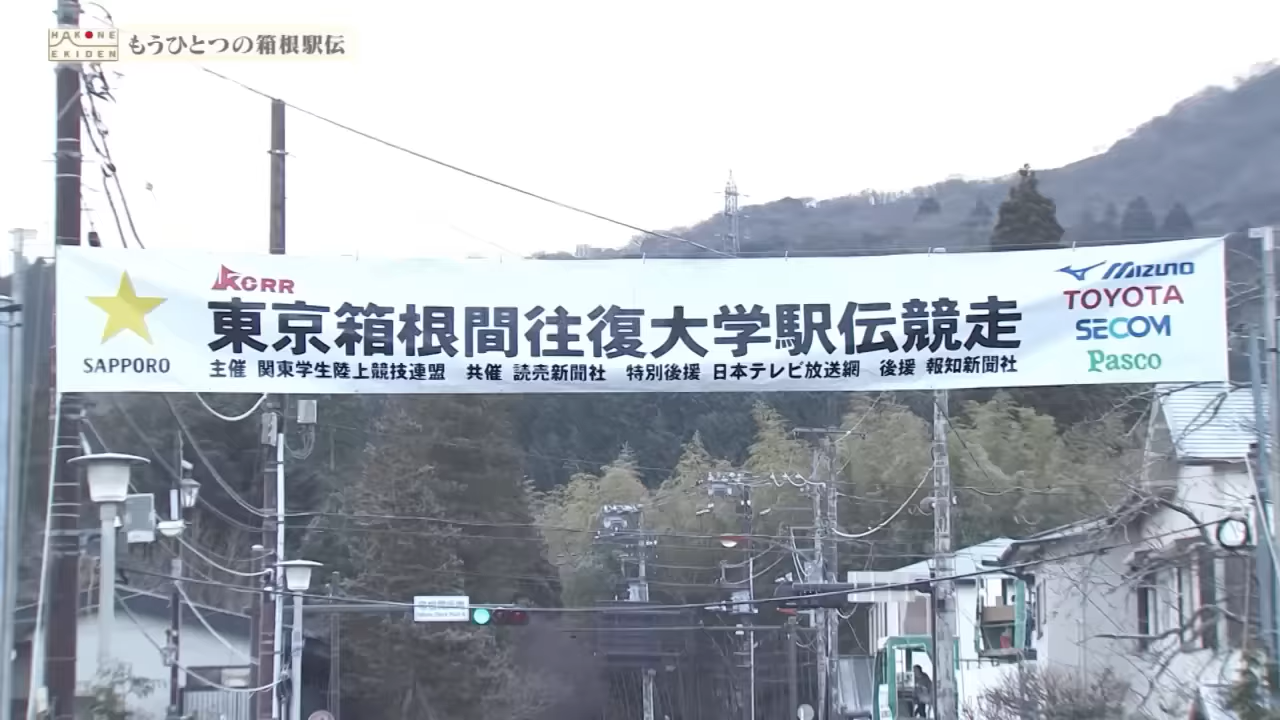 HAKONE
EKIDEN
もうひとつの箱根駅伝
KGRR
東京箱根間往復大学駅伝競走
主催 関東学生陸上競技連盟 共催 読売新聞社 特別後援 日本テレビ放送網 後援 報知新聞社
SAPPORO
MIZUNO
TOYOTA
SECOM
Pasco